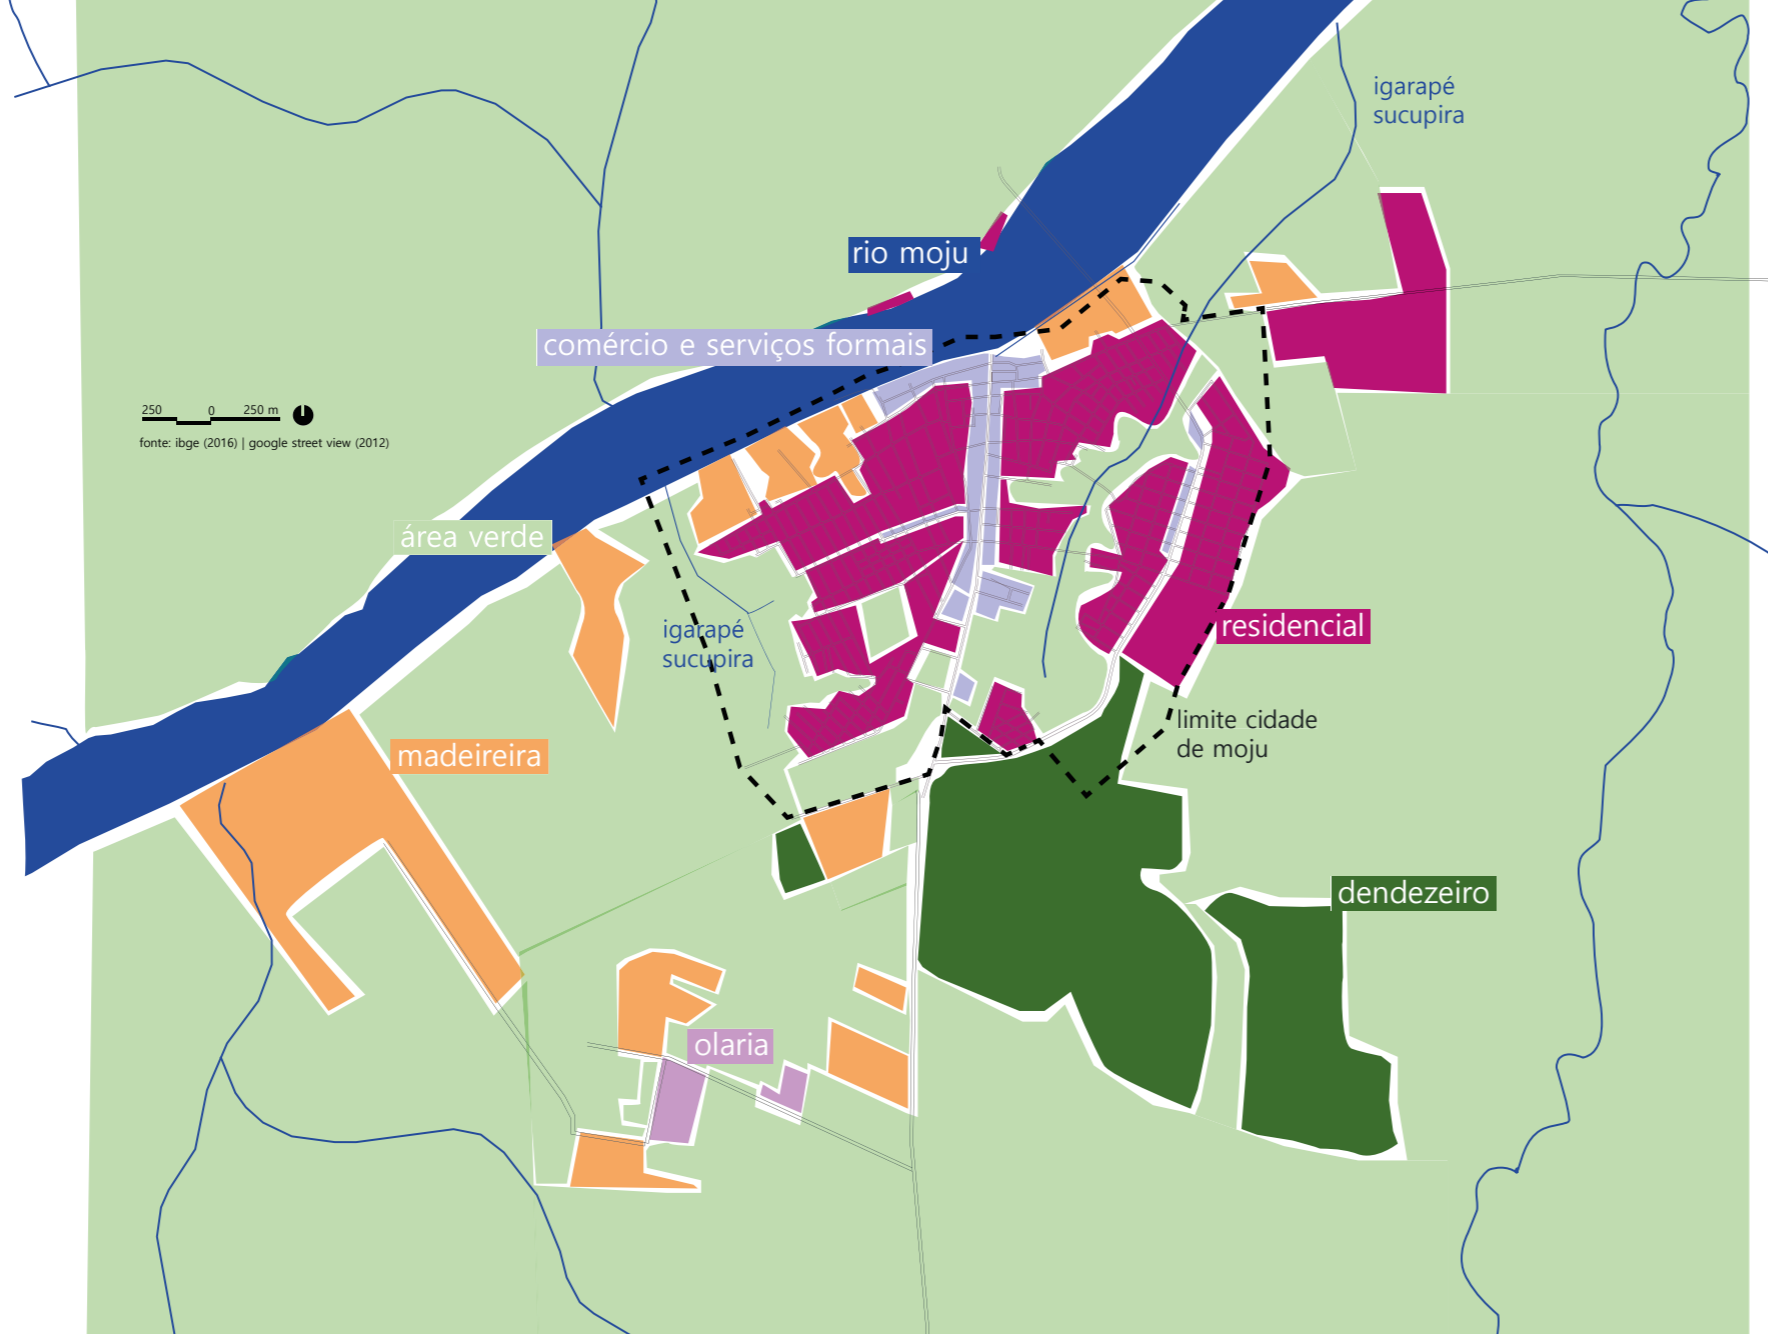 igarapé
sucupira
rio moju
comércio e serviços formais
250 0 250 m
fonte: ibge (2016) | google street view (2012)
área verde
igarapé
sucupira
residencial
limite cidade
de moju
madeireira
dendezeiro
olaria